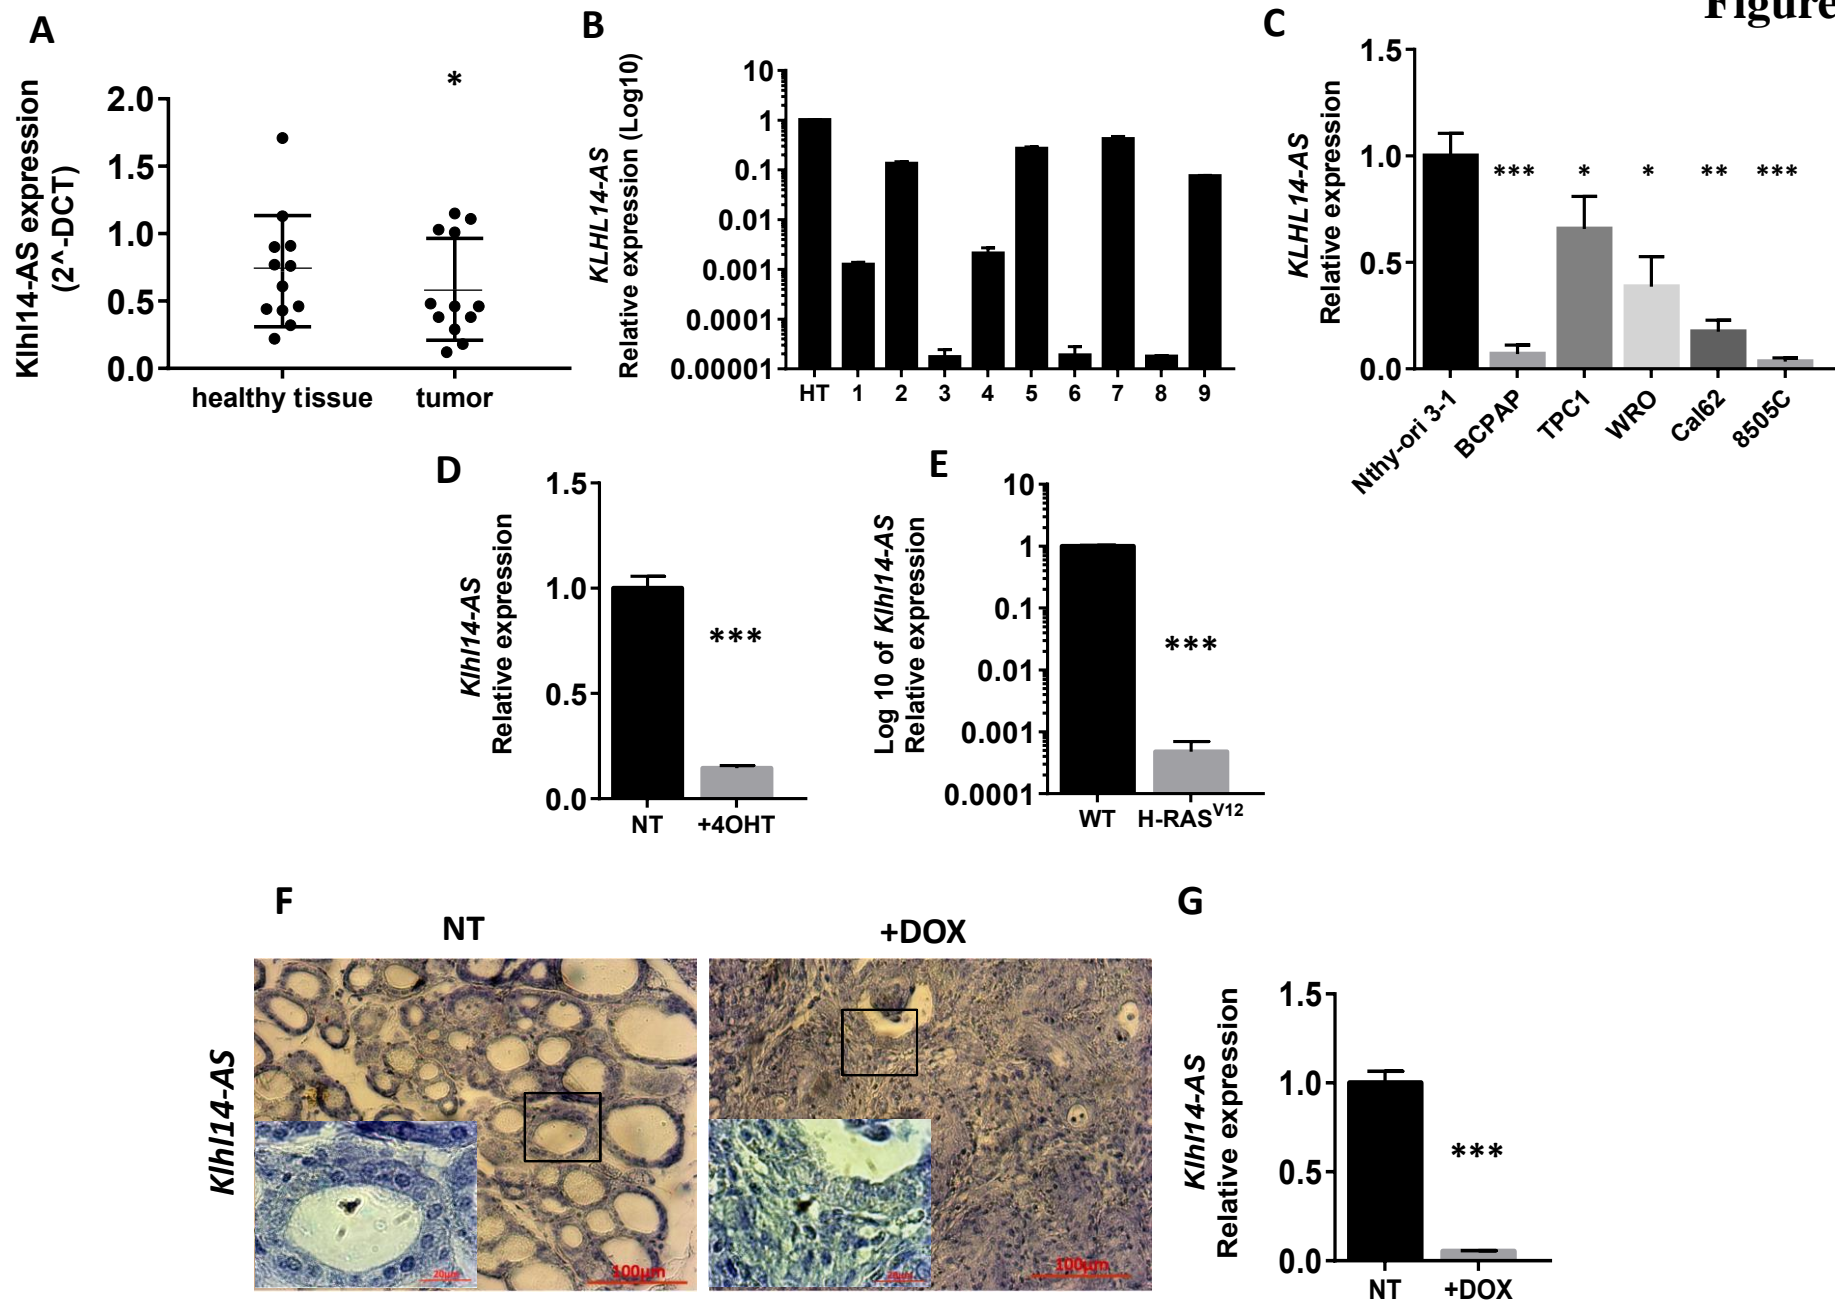 Figure
A
Klhl14-AS expression
(2^-DCT)
*
2.0
1.5
1.0
0.5
0.0
healthy tissue
tumor
B
KLHL14-AS
Relative expression (Log10)
10
1
0.1
0.01
0.001
0.0001
0.00001
HT 1 2 3 4 5 6 7 8 9
C
KLHL14-AS
Relative expression
1.5
1.0
0.5
0.0
*** * * ** ***
Nthy-ori 3-1
BCPAP
TPC1
WRO
Cal62
8505C
D
Klhl14-AS
Relative expression
1.5
1.0
0.5
0.0
***
NT +4OHT
E
Log 10 of Klhl14-AS
Relative expression
10
1
0.1
0.01
0.001
0.0001
***
WT H-RAS^V12
F
NT
+DOX
Klhl14-AS
20µm
100µm
20µm
100µm
G
Klhl14-AS
Relative expression
1.5
1.0
0.5
0.0
***
NT +DOX